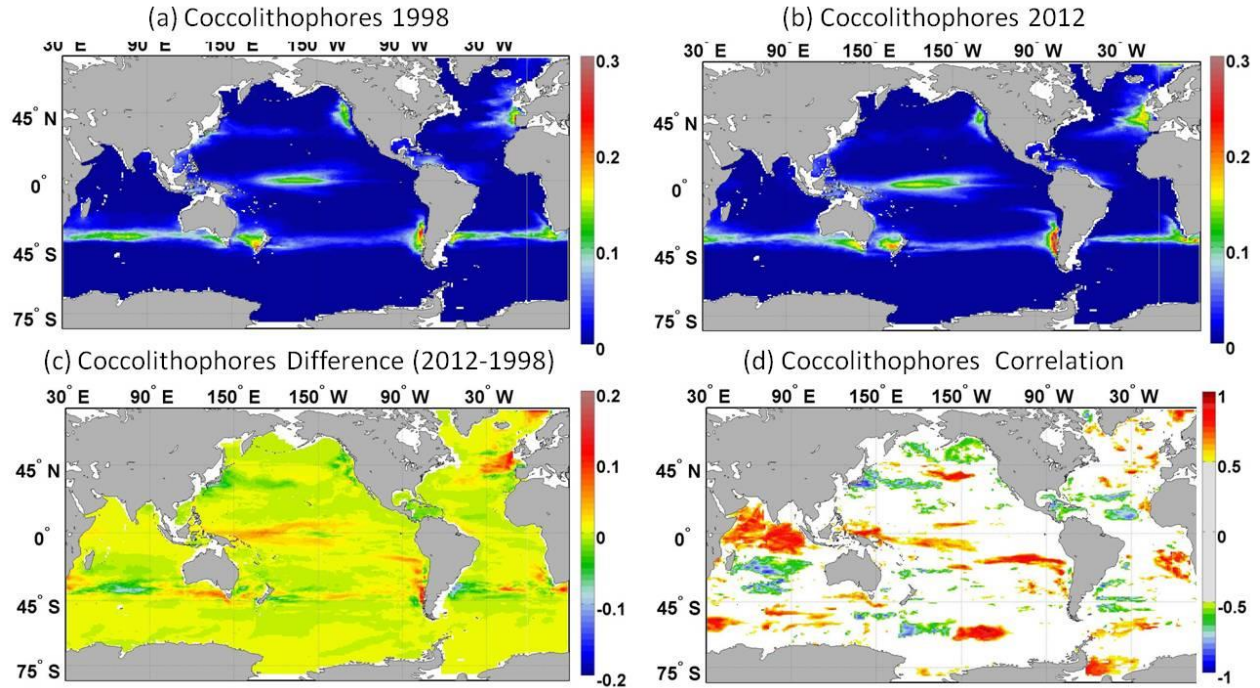 (a) Coccolithophores 1998
(b) Coccolithophores 2012
30° E 90° E 150° E 150° W 90° W 30° W
30° E 90° E 150° E 150° W 90° W 30° W
45° N
0°
45° S
75° S
0.3
0.2
0.1
0
45° N
0°
45° S
75° S
0.3
0.2
0.1
0
(c) Coccolithophores Difference (2012-1998)
(d) Coccolithophores Correlation
30° E 90° E 150° E 150° W 90° W 30° W
30° E 90° E 150° E 150° W 90° W 30° W
45° N
0°
45° S
75° S
0.2
0.1
0
-0.1
-0.2
45° N
0°
45° S
75° S
1
0.5
0
-0.5
-1